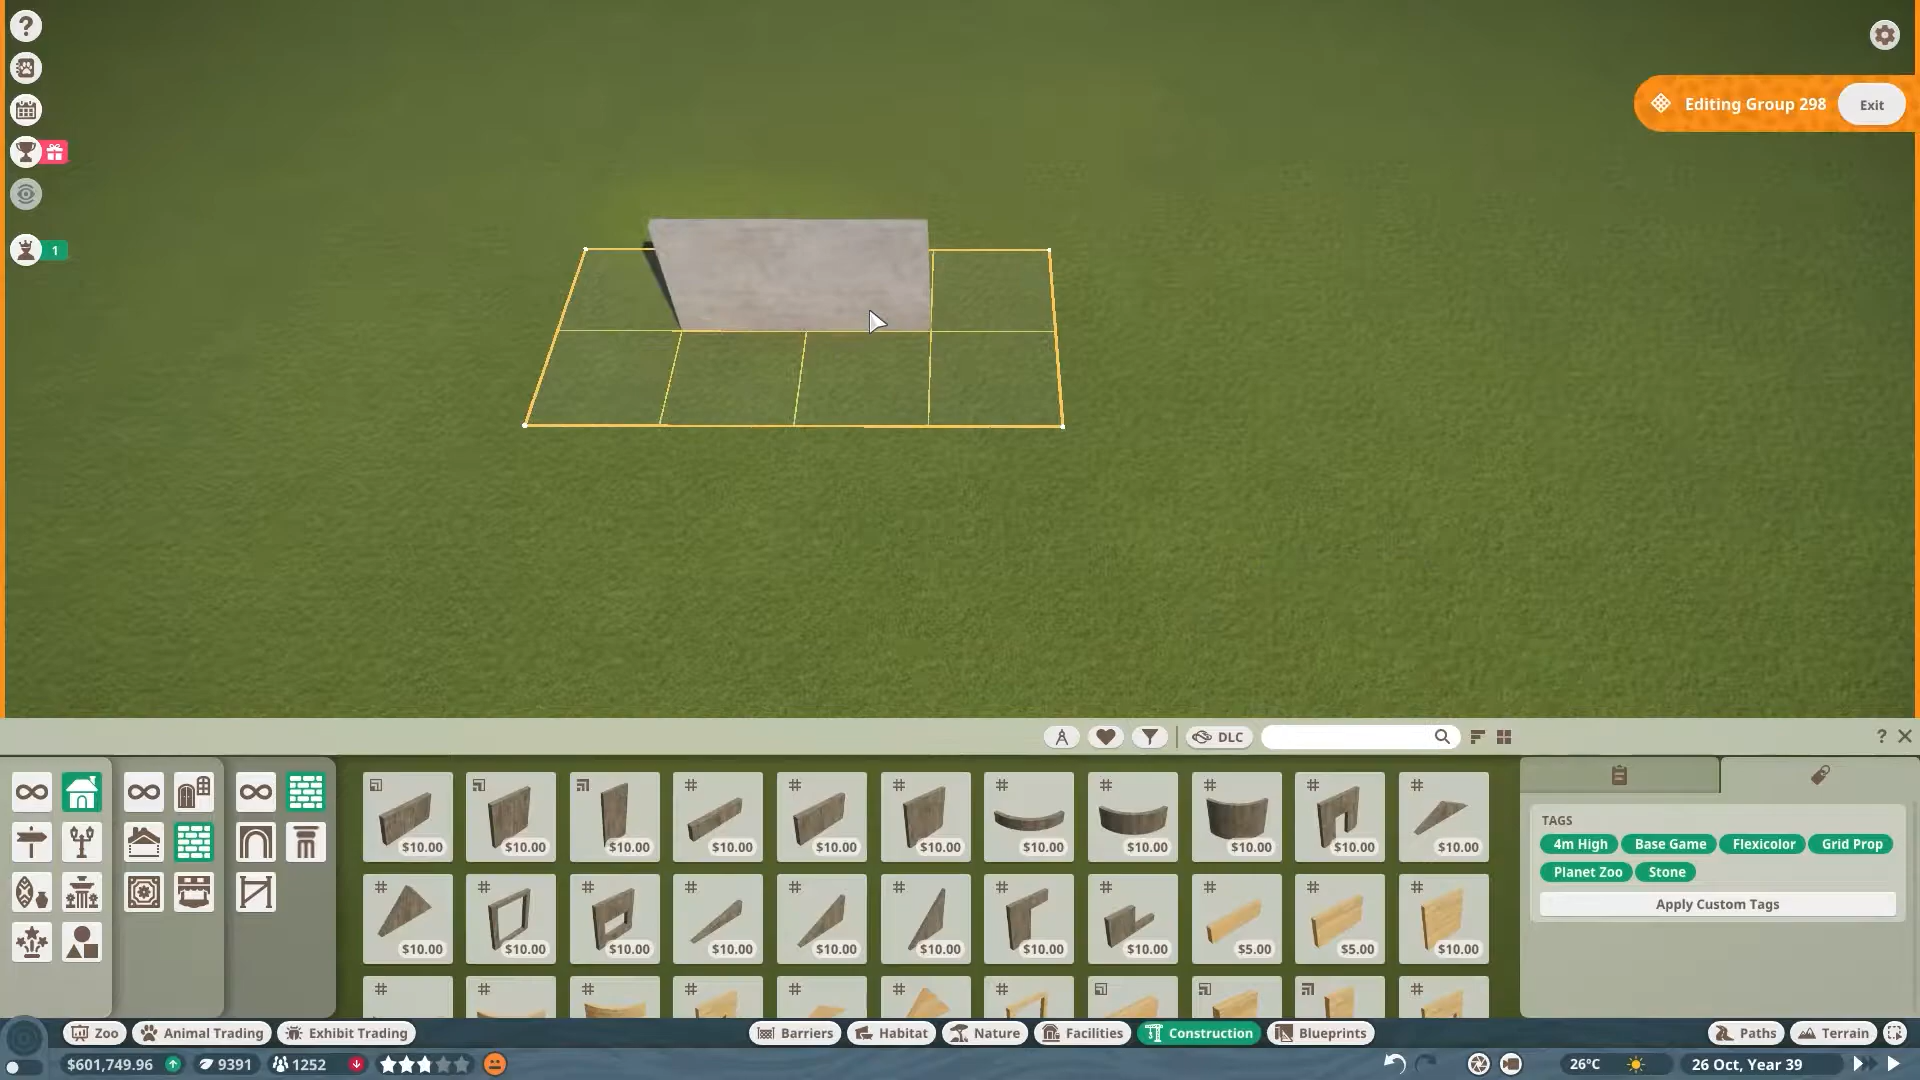 Editing Group 298 Exit
1
DLC
?
$10.00 $10.00 $10.00 $10.00 $10.00 $10.00 $10.00 $10.00 $10.00 $10.00 $10.00
$10.00 $10.00 $10.00 $10.00 $10.00 $10.00 $10.00 $10.00 $5.00 $5.00 $10.00
TAGS
4m High Base Game Flexicolor Grid Prop
Planet Zoo Stone
Apply Custom Tags
Zoo Animal Trading Exhibit Trading Barriers Habitat Nature Facilities Construction Blueprints Paths Terrain
$601,749.96 9391 1252 26°C 26 Oct, Year 39